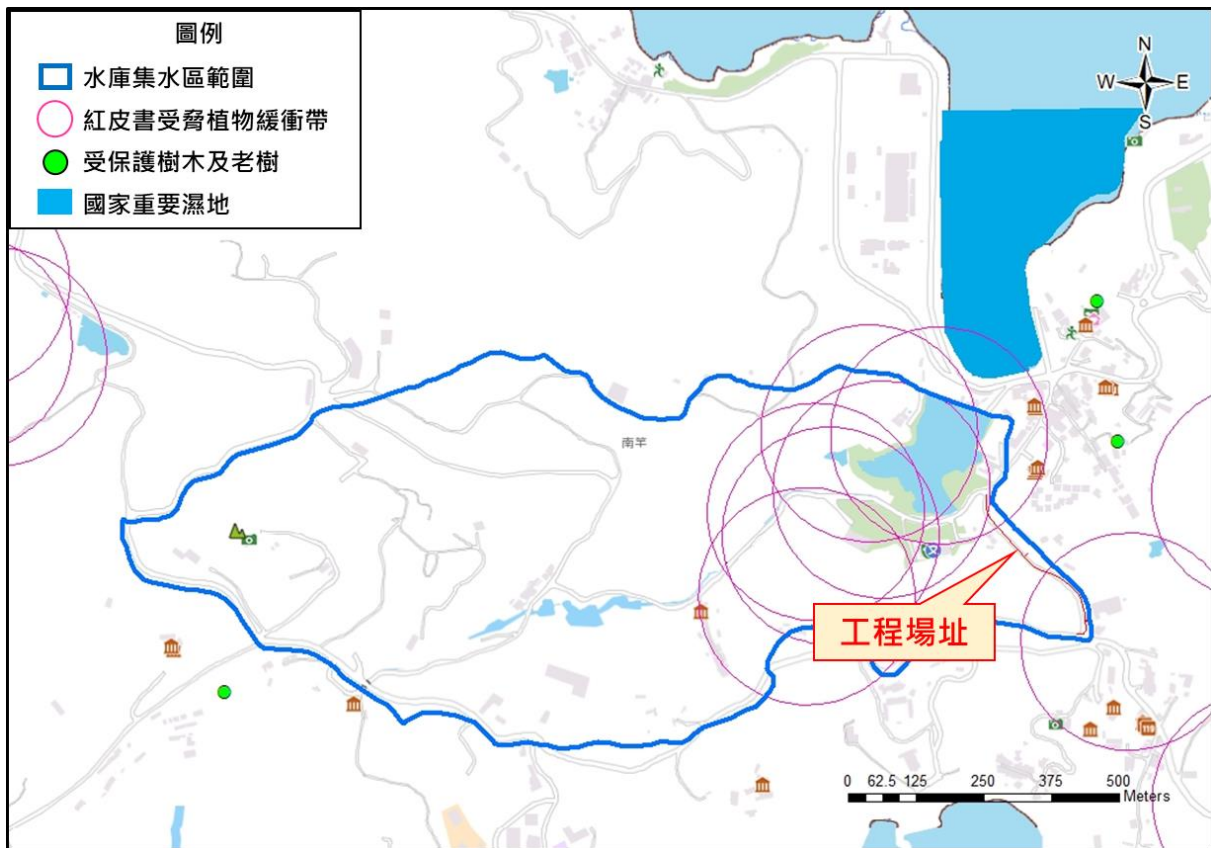 圖例
水庫集水區範圍
紅皮書受脅植物緩衝帶
受保護樹木及老樹
國家重要濕地
N
W E
S
南竿
工程場址
0 62.5 125 250 375 500
Meters